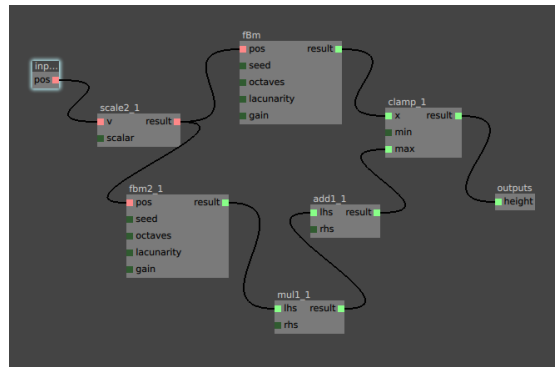 inp...
pos
scale2_1
v result
scalar
fBm
pos result
seed
octaves
lacunarity
gain
clamp_1
x result
min
max
outputs
height
fbm2_1
pos result
seed
octaves
lacunarity
gain
add1_1
lhs result
rhs
mul1_1
lhs result
rhs